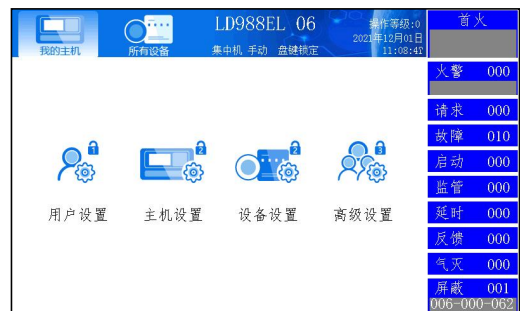 我的主机
所有设备
LD988EL 06
集中机 手动 盘键锁定
操作等级:0
2021年12月01日
11:08:47
首火
火警 000
请求 000
故障 010
启动 000
监管 000
延时 000
反馈 000
气灭 000
屏蔽 001
006-000-062
1
2
2
3
用户设置
主机设置
设备设置
高级设置